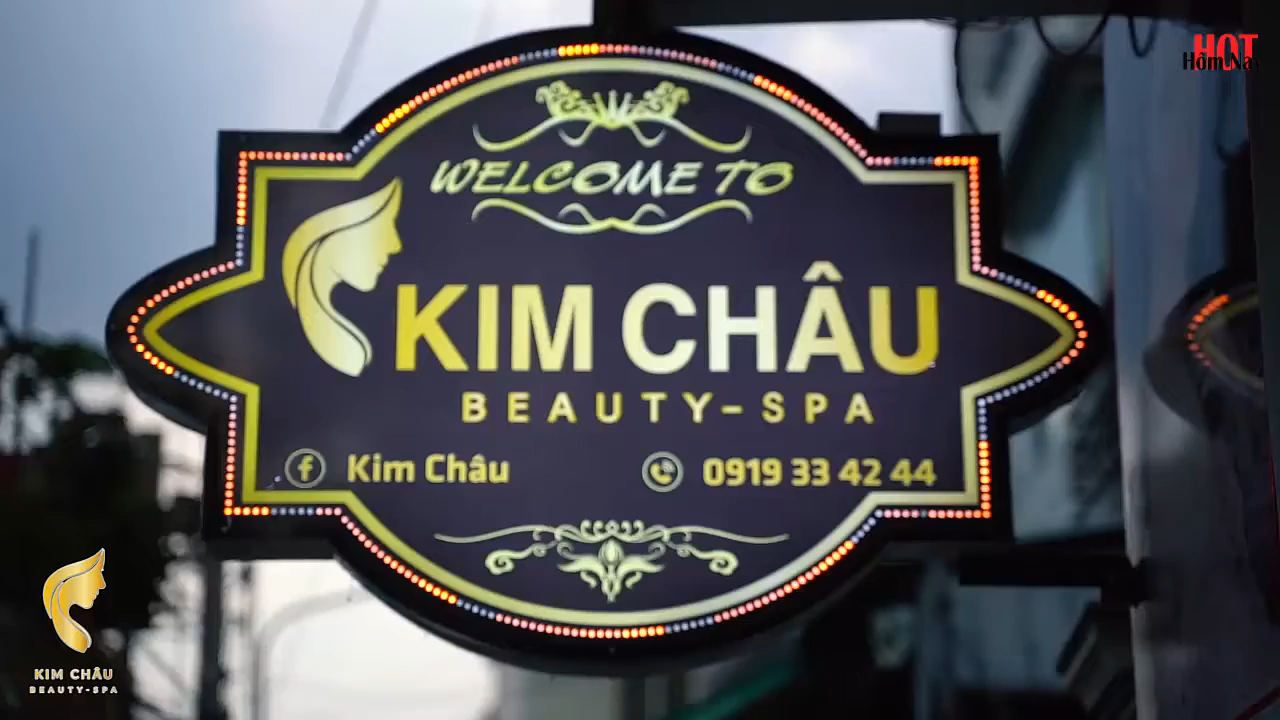 HOT
Hôm Nay
WELCOME TO
KIM CHÂU
BEAUTY-SPA
Kim Châu
0919 33 42 44
KIM CHÂU
BEAUTY-SPA